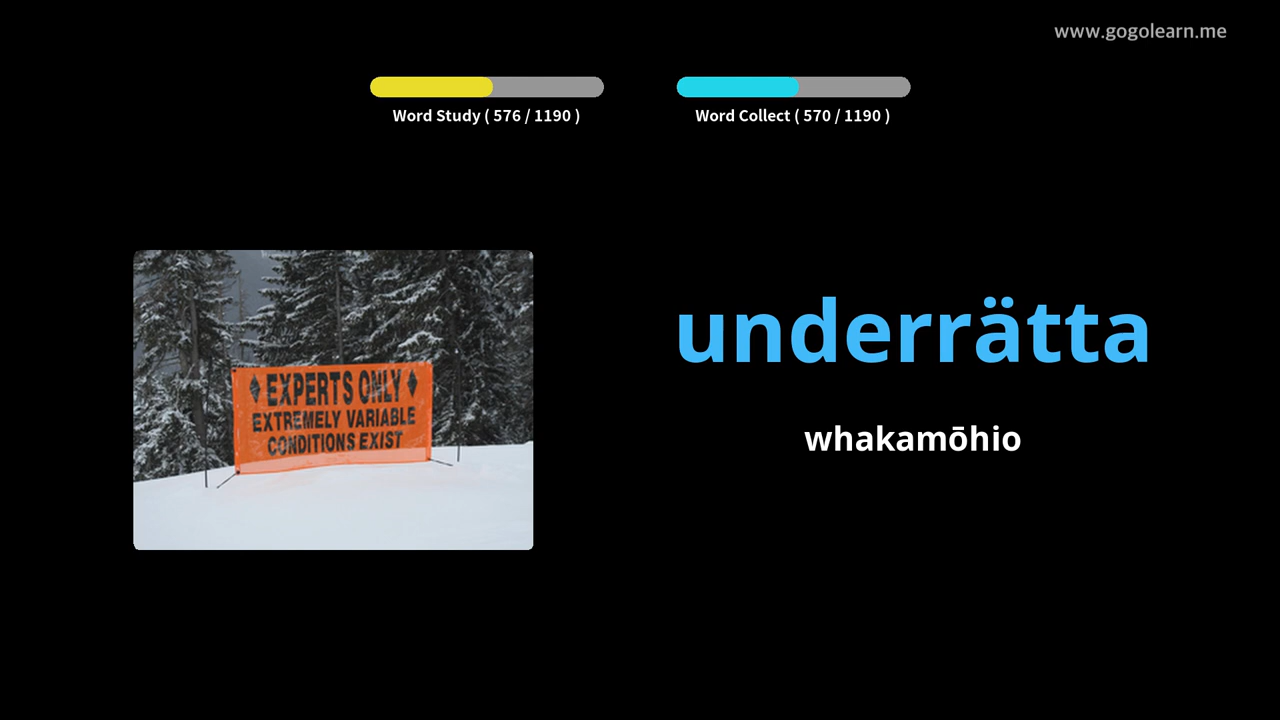 www.gogolearn.me
Word Study ( 576 / 1190 )
Word Collect ( 570 / 1190 )
EXPERTS ONLY
EXTREMELY VARIABLE
CONDITIONS EXIST
underrätta
whakamōhio